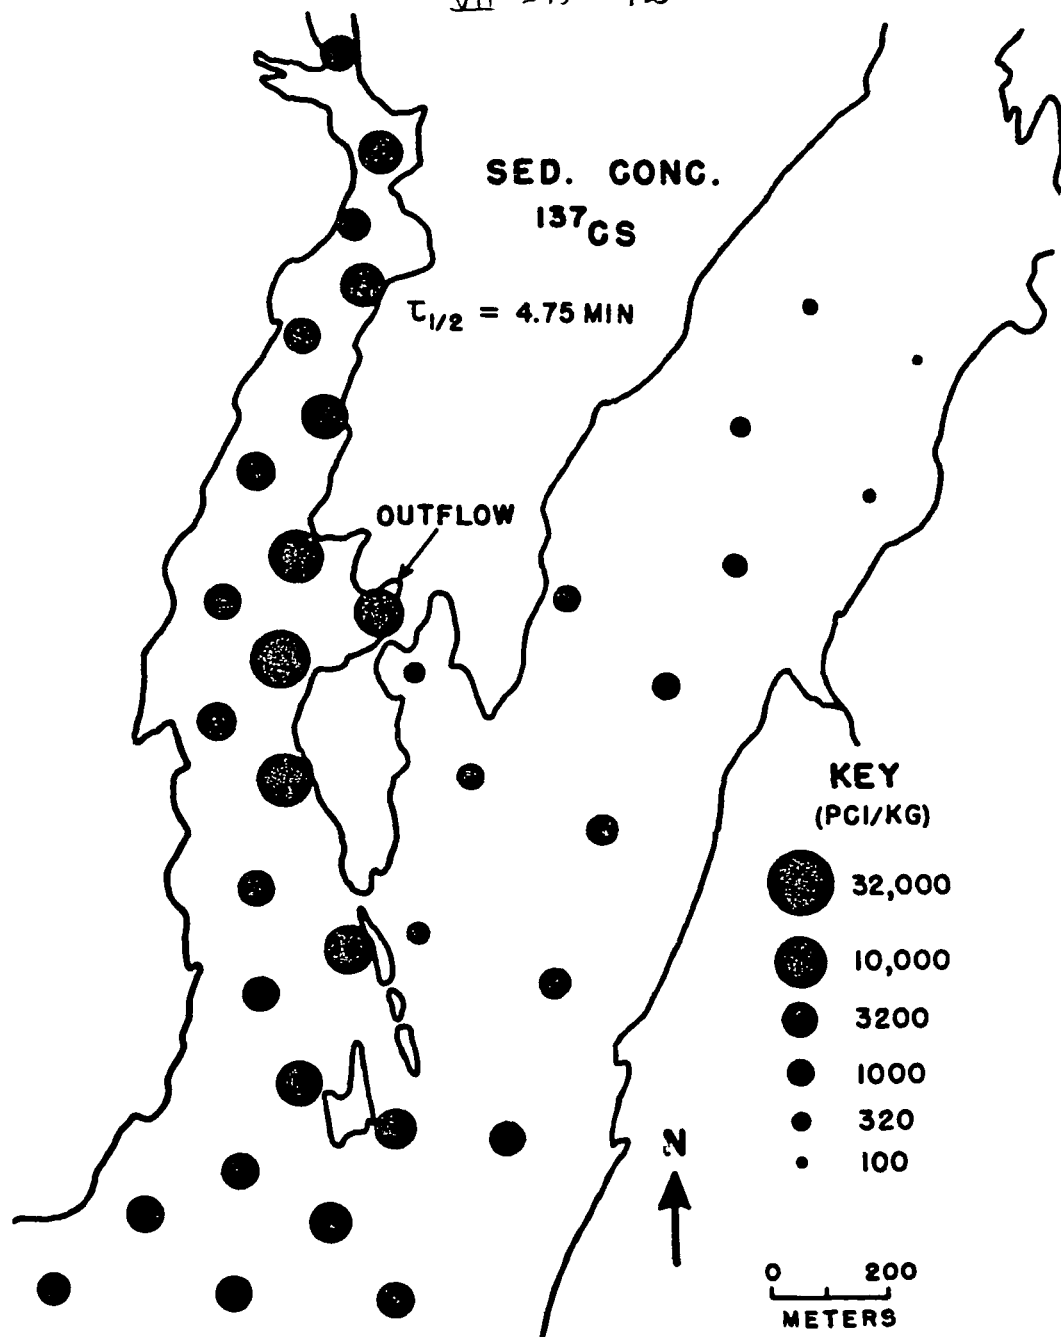 SED. CONC.
137CS
τ1/2 = 4.75 MIN
OUTFLOW
KEY
(PCI/KG)
32,000
10,000
3200
1000
320
100
N
0 200
METERS